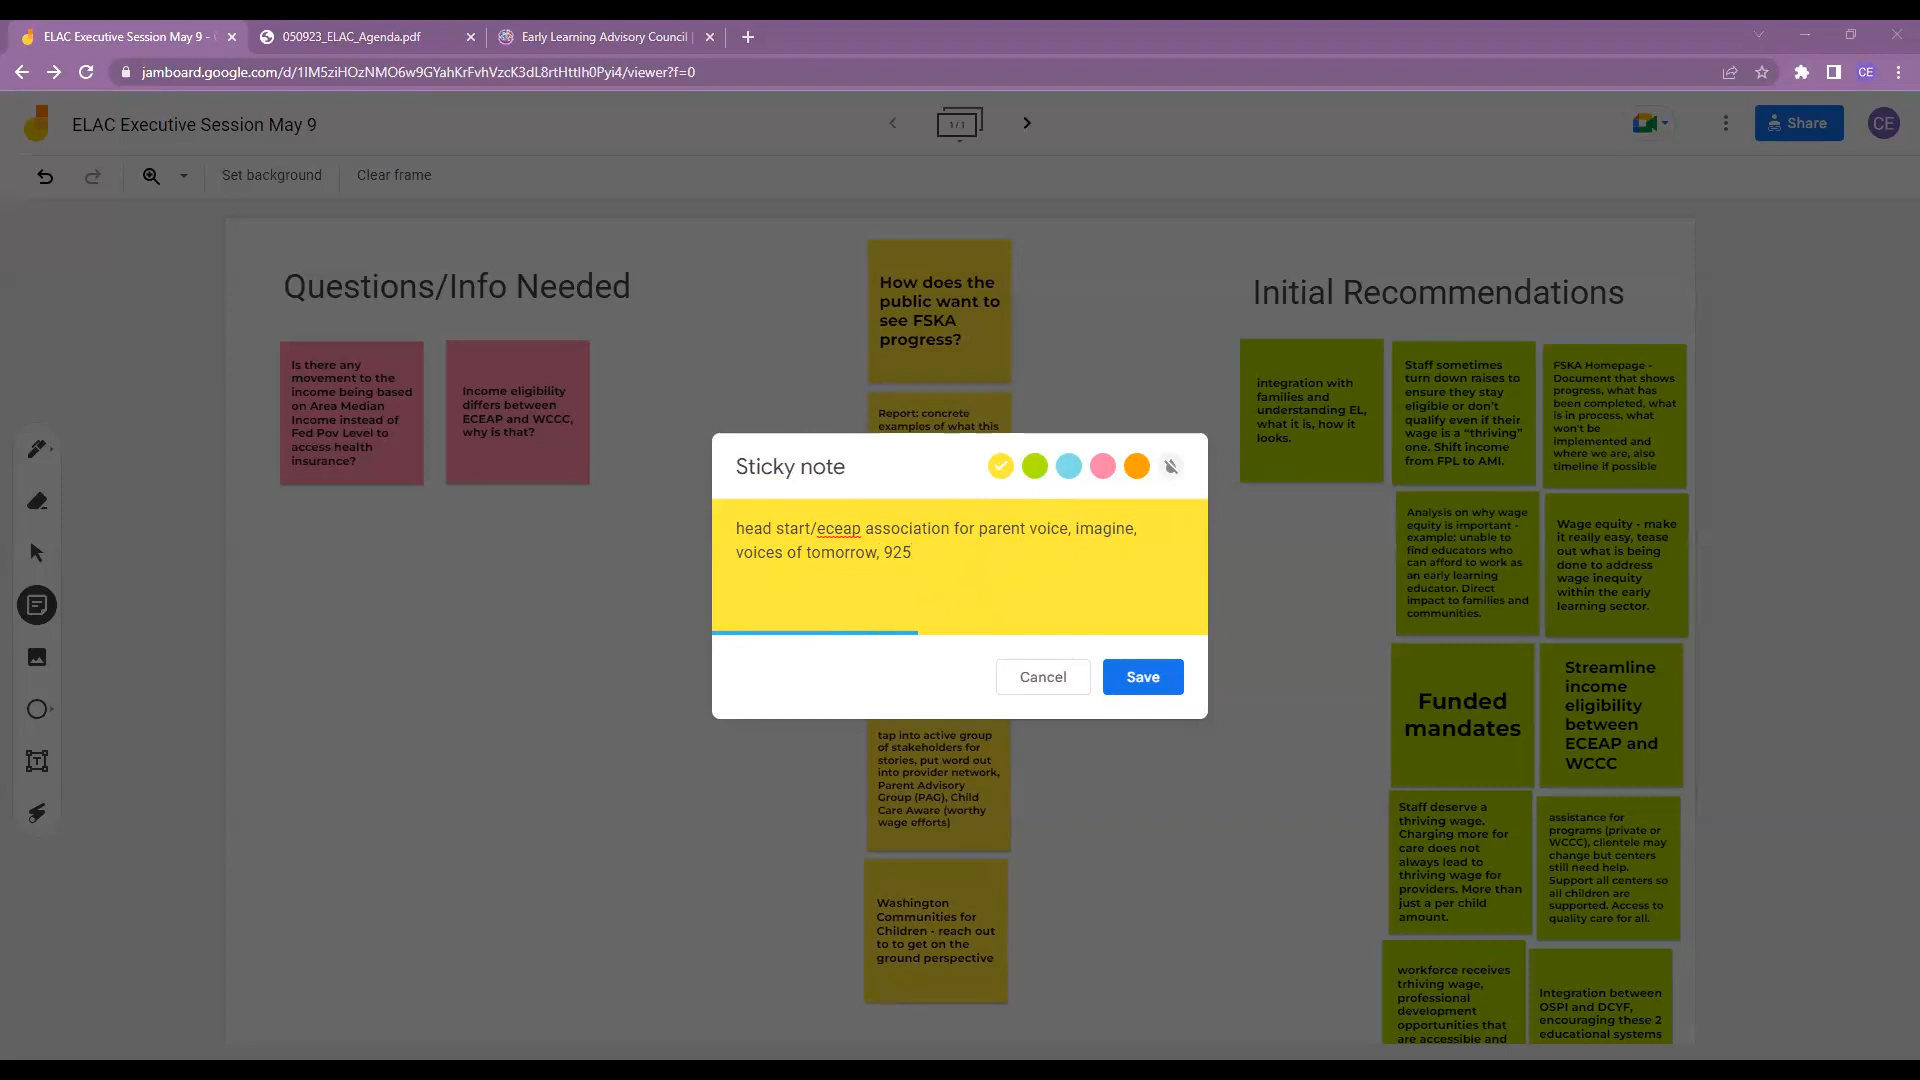 ELAC Executive Session May 9 -
050923_ELAC_Agenda.pdf
Early Learning Advisory Council |
jamboard.google.com/d/1IM5ziHOzNMO6w9GYahKrFvhVzcK3dL8rtHttIh0Pyi4/viewer?f=0
CE
ELAC Executive Session May 9
1 / 1
Share
CE
Set background
Clear frame
Questions/Info Needed
Is there any
movement to the
income being based
on Area Median
Income instead of
Fed Pov Level to
access health
insurance?
Income eligibility
differs between
ECEAP and WCCC,
why is that?
How does the
public want to
see FSKA
progress?
Report: concrete
examples of what this
Sticky note
head start/eceap association for parent voice, imagine,
voices of tomorrow, 925
Cancel
Save
tap into active group
of stakeholders for
stories, put word out
into provider network,
Parent Advisory
Group (PAG), Child
Care Aware (worthy
wage efforts)
Washington
Communities for
Children - reach out
to to get on the
ground perspective
Initial Recommendations
integration with
families and
understanding EL,
what it is, how it
looks.
Staff sometimes
turn down raises to
ensure they stay
eligible or don't
qualify even if their
wage is a "thriving"
one. Shift income
from FPL to AMI.
FSKA Homepage -
Document that shows
progress, what has
been completed, what
is in process, what
won't be
implemented and
where we are, also
timeline if possible
Analysis on why wage
equity is important -
example: unable to
find educators who
can afford to work as
an early learning
educator. Direct
impact to families and
communities.
Wage equity - make
it really easy, tease
out what is being
done to address
wage inequity
within the early
learning sector.
Funded
mandates
Streamline
income
eligibility
between
ECEAP and
WCCC
Staff deserve a
thriving wage.
Charging more for
care does not
always lead to
thriving wage for
providers. More than
just a per child
amount.
assistance for
programs (private or
WCCC), clientele may
change but centers
still need help.
Support all centers so
all children are
supported. Access to
quality care for all.
workforce receives
trhiving wage,
professional
development
opportunities that
are accessible and
Integration between
OSPI and DCYF,
encouraging these 2
educational systems